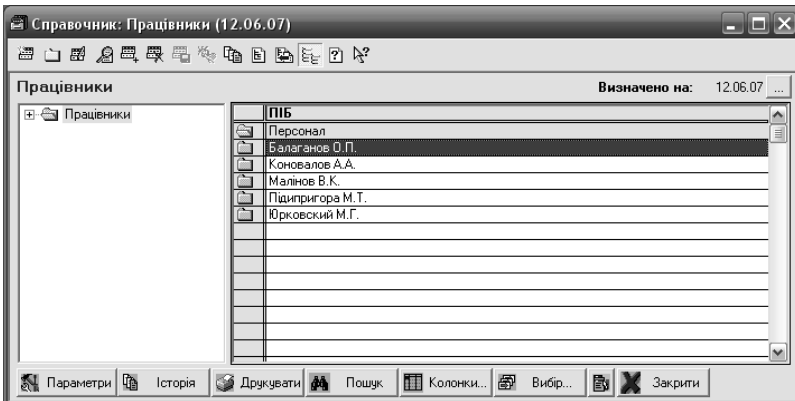 Справочник: Працівники (12.06.07)
Працівники
Визначено на: 12.06.07 ...
Працівники
ПІБ
Персонал
Балаганов О.П.
Коновалов А.А.
Малінов В.К.
Підипригора М.Т.
Юрковский М.Г.
Параметри Історія Друкувати Пошук Колонки... Вибір... Закрити